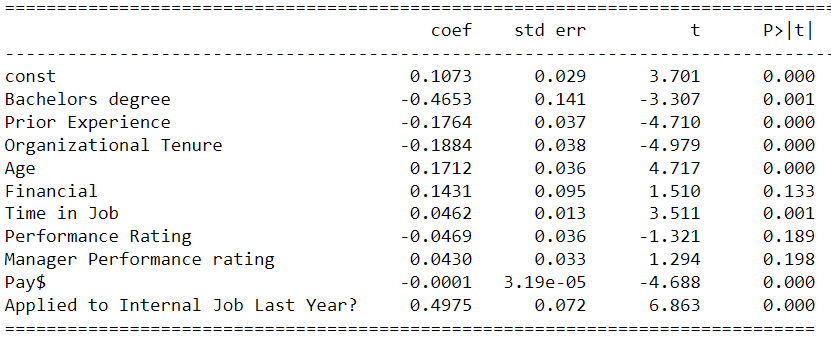 coef std err t P>|t|
const 0.1073 0.029 3.701 0.000
Bachelors degree -0.4653 0.141 -3.307 0.001
Prior Experience -0.1764 0.037 -4.710 0.000
Organizational Tenure -0.1884 0.038 -4.979 0.000
Age 0.1712 0.036 4.717 0.000
Financial 0.1431 0.095 1.510 0.133
Time in Job 0.0462 0.013 3.511 0.001
Performance Rating -0.0469 0.036 -1.321 0.189
Manager Performance rating 0.0430 0.033 1.294 0.198
Pay$ -0.0001 3.19e-05 -4.688 0.000
Applied to Internal Job Last Year? 0.4975 0.072 6.863 0.000